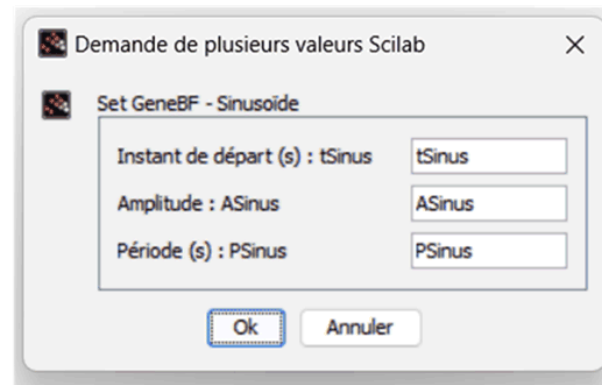 Demande de plusieurs valeurs Scilab
Set GeneBF - Sinusoïde
Instant de départ (s) : tSinus tSinus
Amplitude : ASinus ASinus
Période (s) : PSinus PSinus
Ok Annuler